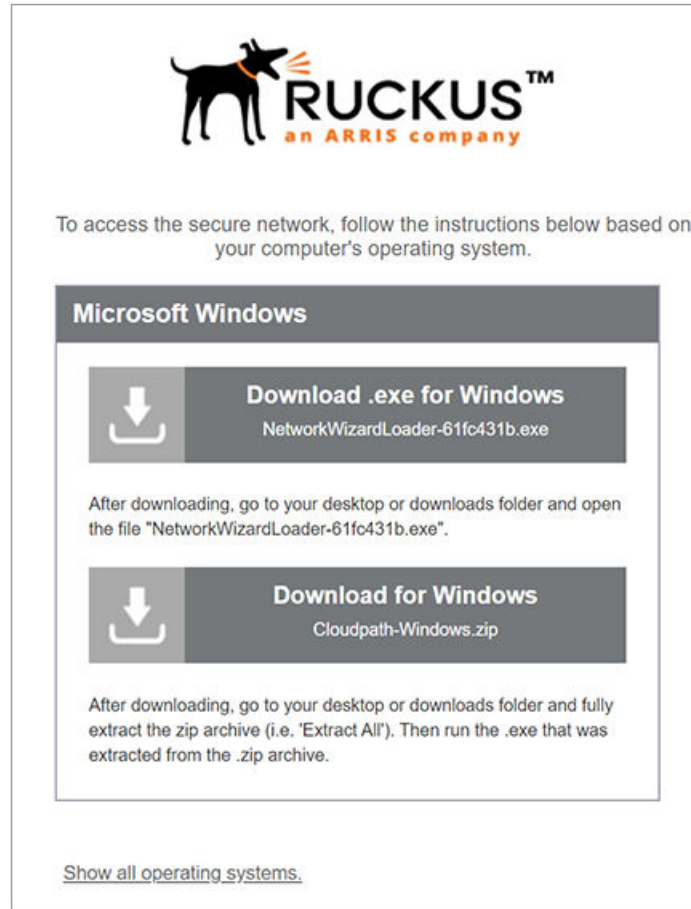 RUCKUS™
an ARRIS company
To access the secure network, follow the instructions below based on
your computer's operating system.
Microsoft Windows
Download .exe for Windows
NetworkWizardLoader-61fc431b.exe
After downloading, go to your desktop or downloads folder and open
the file "NetworkWizardLoader-61fc431b.exe".
Download for Windows
Cloudpath-Windows.zip
After downloading, go to your desktop or downloads folder and fully
extract the zip archive (i.e. 'Extract All'). Then run the .exe that was
extracted from the .zip archive.
Show all operating systems.